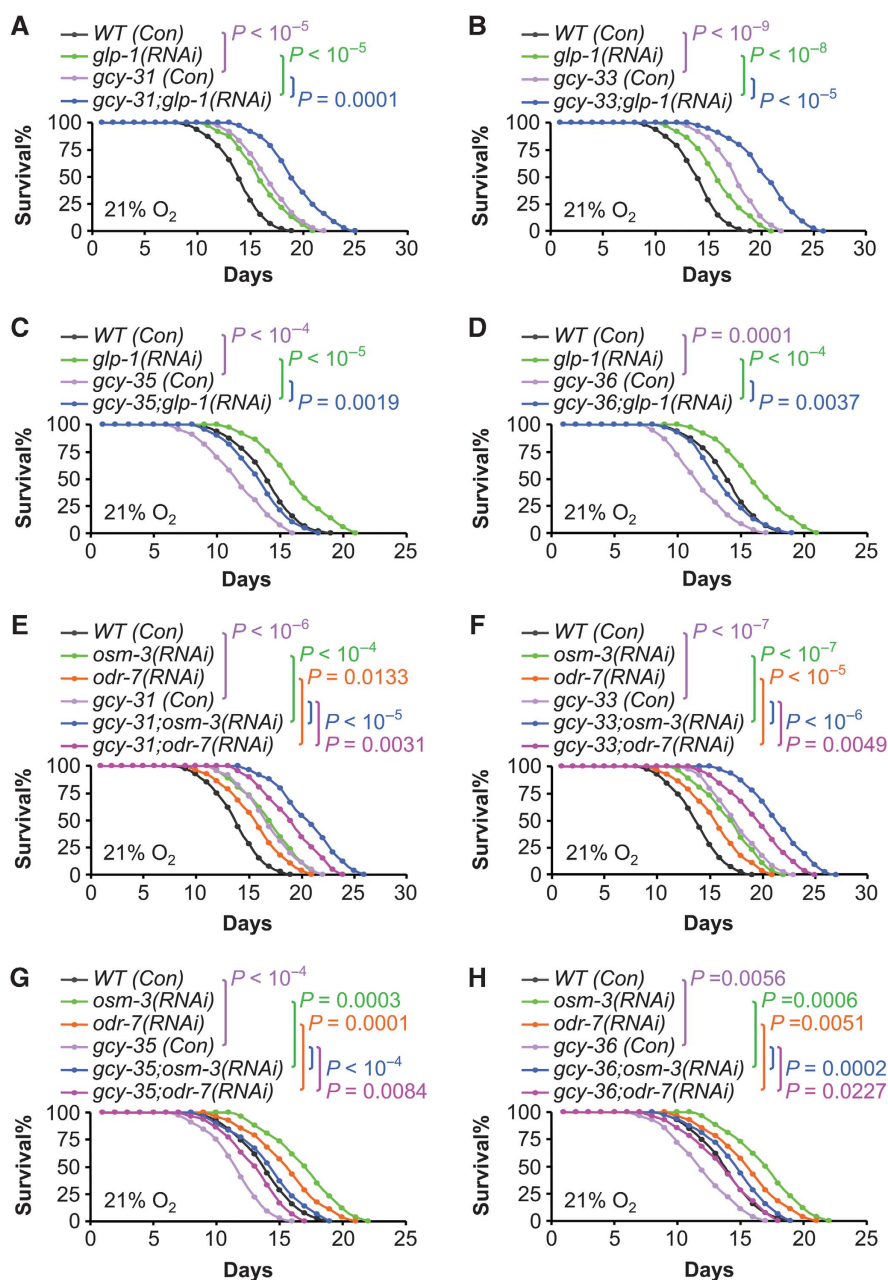 A
WT (Con)
glp-1(RNAi)
gcy-31 (Con)
gcy-31;glp-1(RNAi)
P < 10⁻⁵
P < 10⁻⁵
P = 0.0001
Survival%
100
75
50
25
0
21% O₂
0 5 10 15 20 25 30
Days
B
WT (Con)
glp-1(RNAi)
gcy-33 (Con)
gcy-33;glp-1(RNAi)
P < 10⁻⁹
P < 10⁻⁸
P < 10⁻⁵
Survival%
100
75
50
25
0
21% O₂
0 5 10 15 20 25 30
Days
C
WT (Con)
glp-1(RNAi)
gcy-35 (Con)
gcy-35;glp-1(RNAi)
P < 10⁻⁴
P < 10⁻⁵
P = 0.0019
Survival%
100
75
50
25
0
21% O₂
0 5 10 15 20 25
Days
D
WT (Con)
glp-1(RNAi)
gcy-36 (Con)
gcy-36;glp-1(RNAi)
P = 0.0001
P < 10⁻⁴
P = 0.0037
Survival%
100
75
50
25
0
21% O₂
0 5 10 15 20 25
Days
E
WT (Con)
osm-3(RNAi)
odr-7(RNAi)
gcy-31 (Con)
gcy-31;osm-3(RNAi)
gcy-31;odr-7(RNAi)
P < 10⁻⁶
P < 10⁻⁴
P = 0.0133
P < 10⁻⁵
P = 0.0031
Survival%
100
75
50
25
0
21% O₂
0 5 10 15 20 25 30
Days
F
WT (Con)
osm-3(RNAi)
odr-7(RNAi)
gcy-33 (Con)
gcy-33;osm-3(RNAi)
gcy-33;odr-7(RNAi)
P < 10⁻⁷
P < 10⁻⁷
P < 10⁻⁵
P < 10⁻⁶
P = 0.0049
Survival%
100
75
50
25
0
21% O₂
0 5 10 15 20 25 30
Days
G
WT (Con)
osm-3(RNAi)
odr-7(RNAi)
gcy-35 (Con)
gcy-35;osm-3(RNAi)
gcy-35;odr-7(RNAi)
P < 10⁻⁴
P = 0.0003
P = 0.0001
P < 10⁻⁴
P = 0.0084
Survival%
100
75
50
25
0
21% O₂
0 5 10 15 20 25
Days
H
WT (Con)
osm-3(RNAi)
odr-7(RNAi)
gcy-36 (Con)
gcy-36;osm-3(RNAi)
gcy-36;odr-7(RNAi)
P =0.0056
P =0.0006
P =0.0051
P = 0.0002
P = 0.0227
Survival%
100
75
50
25
0
21% O₂
0 5 10 15 20 25
Days